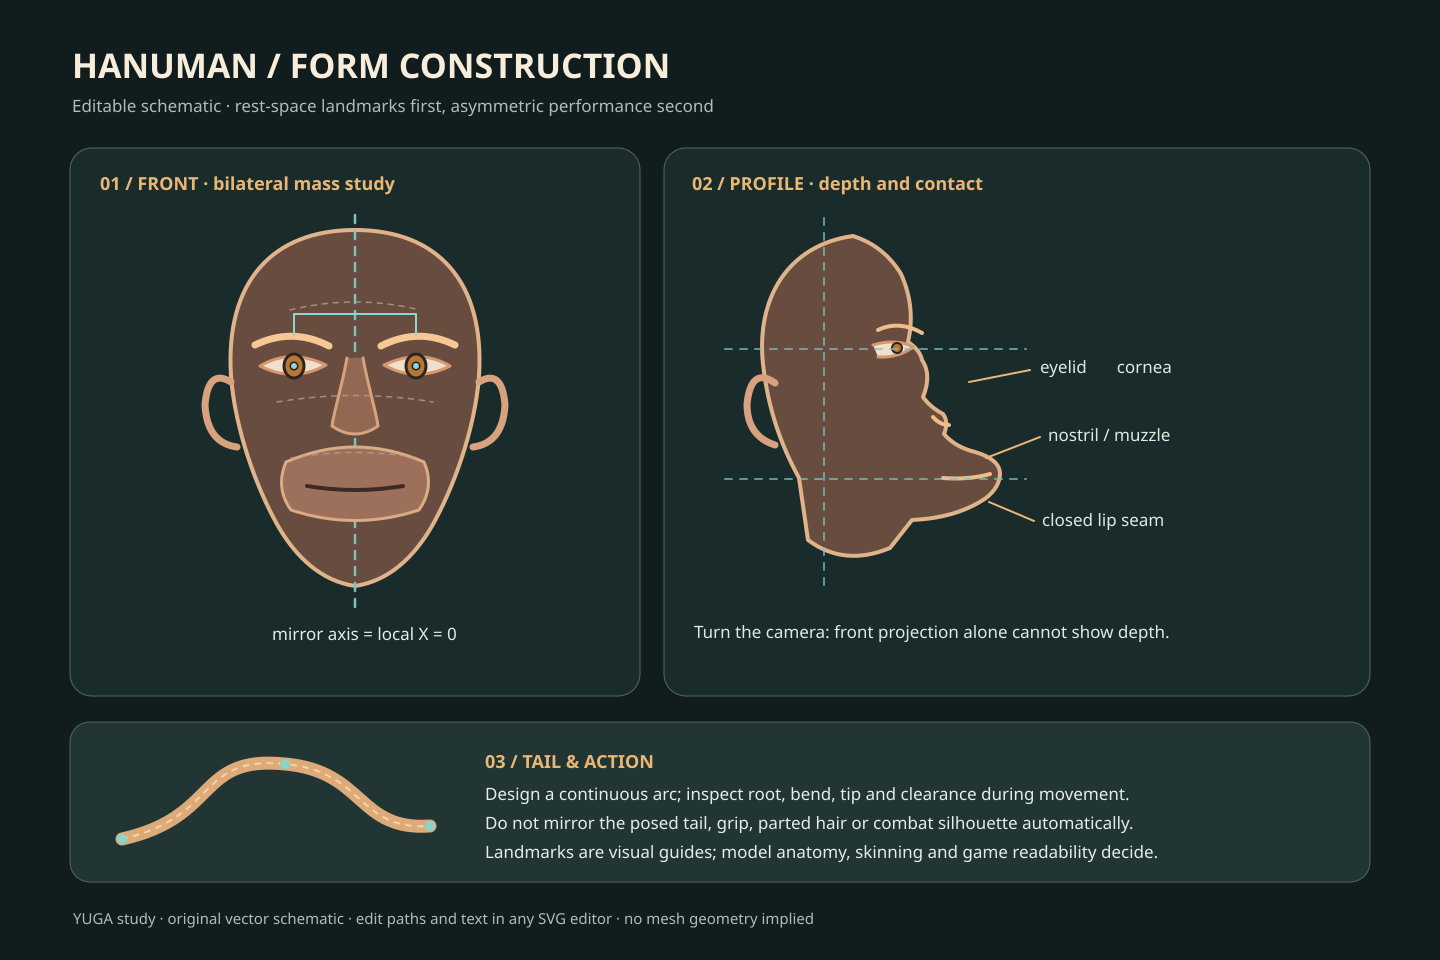 HANUMAN / FORM CONSTRUCTION
Editable schematic · rest-space landmarks first, asymmetric performance second
01 / FRONT · bilateral mass study
mirror axis = local X = 0
02 / PROFILE · depth and contact
eyelid cornea
nostril / muzzle
closed lip seam
Turn the camera: front projection alone cannot show depth.
03 / TAIL & ACTION
Design a continuous arc; inspect root, bend, tip and clearance during movement.
Do not mirror the posed tail, grip, parted hair or combat silhouette automatically.
Landmarks are visual guides; model anatomy, skinning and game readability decide.
YUGA study · original vector schematic · edit paths and text in any SVG editor · no mesh geometry implied